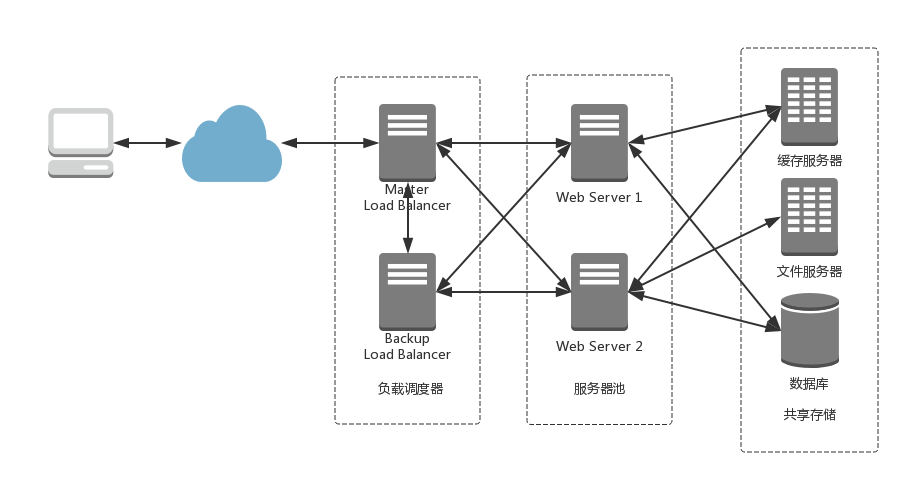 Master
Load Balancer
Backup
Load Balancer
负载调度器
Web Server 1
Web Server 2
服务器池
缓存服务器
文件服务器
数据库
共享存储